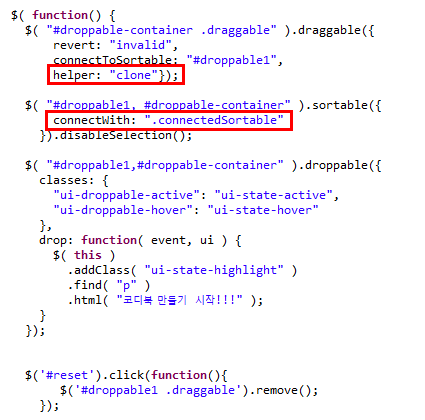 $( function() {
  $( "#droppable-container .draggable" ).draggable({
    revert: "invalid",
    connectToSortable: "#droppable1",
    helper: "clone"});

  $( "#droppable1, #droppable-container" ).sortable({
    connectWith: ".connectedSortable"
  }).disableSelection();

  $( "#droppable1,#droppable-container" ).droppable({
    classes: {
      "ui-droppable-active": "ui-state-active",
      "ui-droppable-hover": "ui-state-hover"
    },
    drop: function( event, ui ) {
      $( this )
        .addClass( "ui-state-highlight" )
        .find( "p" )
        .html( "코디북 만들기 시작!!!" );
    }
  });

  $('#reset').click(function(){
      $('#droppable1 .draggable').remove();
    });